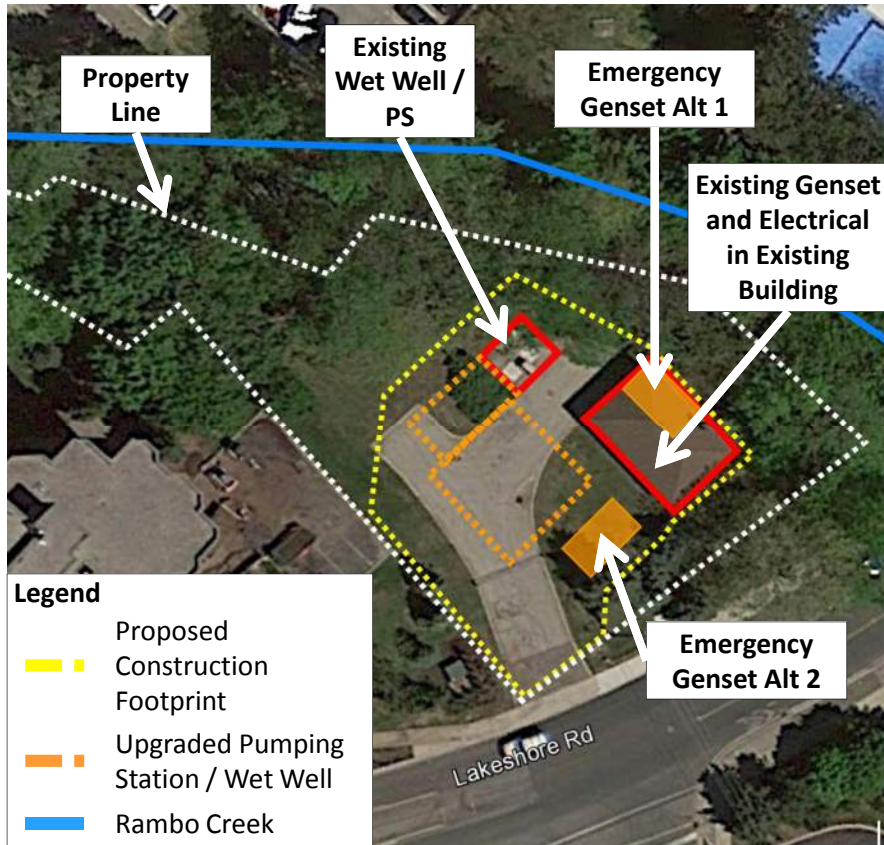 Property
Line
Existing
Wet Well /
PS
Emergency
Genset Alt 1
Existing Genset
and Electrical
in Existing
Building
Emergency
Genset Alt 2
Lakeshore Rd
Legend
Proposed
Construction
Footprint
Upgraded Pumping
Station / Wet Well
Rambo Creek